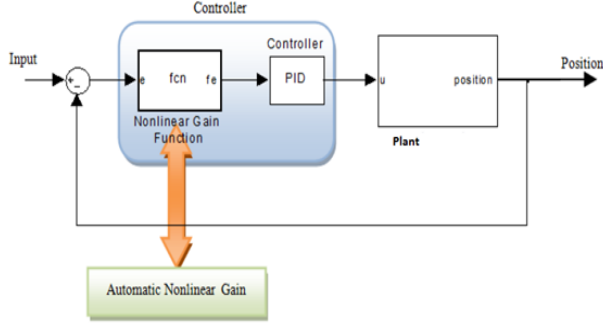 Controller
Input
Controller
Position
+
-
e
fcn
fe
PID
u
position
Nonlinear Gain
Function
Plant
Automatic Nonlinear Gain